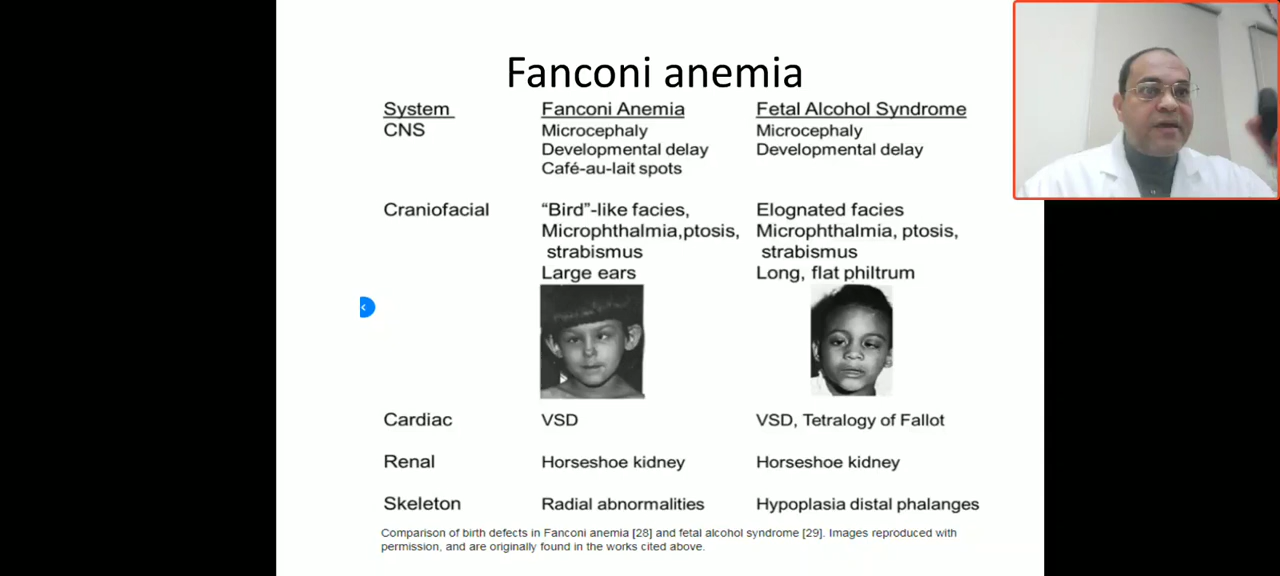 Fanconi anemia
System Fanconi Anemia Fetal Alcohol Syndrome
CNS Microcephaly Microcephaly
Developmental delay Developmental delay
Café-au-lait spots
Craniofacial “Bird”-like facies, Elognated facies
Microphthalmia,ptosis, Microphthalmia, ptosis,
strabismus strabismus
Large ears Long, flat philtrum
Cardiac VSD VSD, Tetralogy of Fallot
Renal Horseshoe kidney Horseshoe kidney
Skeleton Radial abnormalities Hypoplasia distal phalanges
Comparison of birth defects in Fanconi anemia [28] and fetal alcohol syndrome [29]. Images reproduced with
permission, and are originally found in the works cited above.